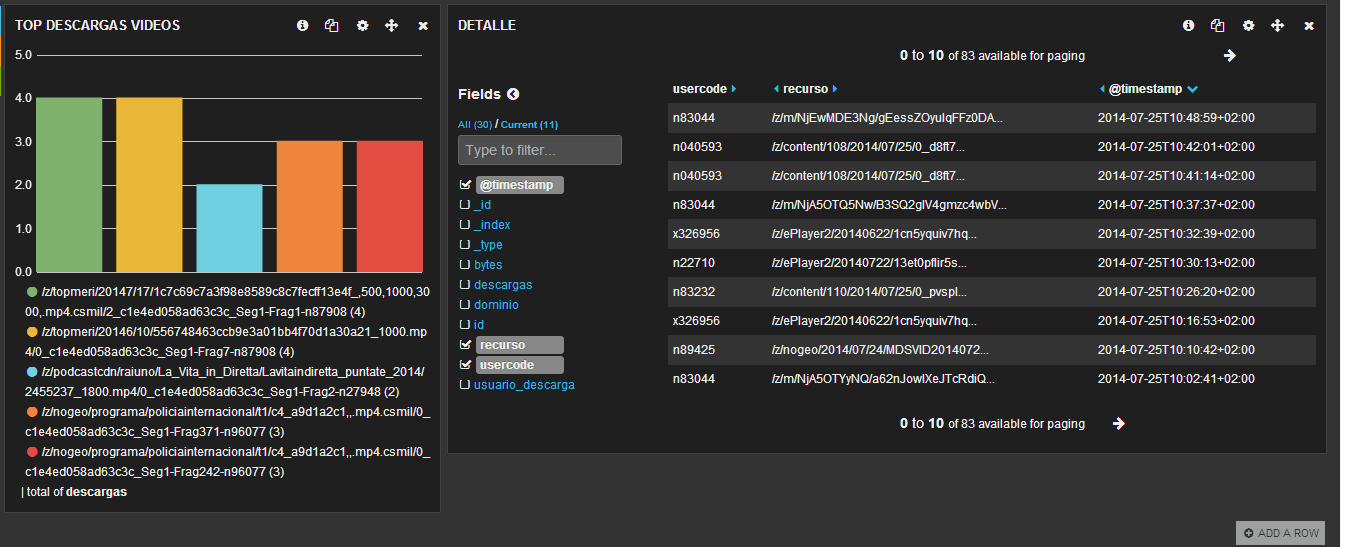 TOP DESCARGAS VIDEOS
5.0
4.0
3.0
2.0
1.0
0.0
/z/topmeri/20147/17/1c7c69c7a3f98e8589c8c7fecff13e4f_,500,1000,30
00,.mp4.csmil/2_c1e4ed058ad63c3c_Seg1-Frag1-n87908 (4)
/z/topmeri/20146/10/556748463ccb9e3a01bb4f70d1a30a21_1000.mp
4/0_c1e4ed058ad63c3c_Seg1-Frag7-n87908 (4)
/z/podcastcdn/raiuno/La_Vita_in_Diretta/Lavitaindiretta_puntate_2014/
2455237_1800.mp4/0_c1e4ed058ad63c3c_Seg1-Frag2-n27948 (2)
/z/nogeo/programa/policiainternacional/t1/c4_a9d1a2c1,,.mp4.csmil/0_
c1e4ed058ad63c3c_Seg1-Frag371-n96077 (3)
/z/nogeo/programa/policiainternacional/t1/c4_a9d1a2c1,,.mp4.csmil/0_
c1e4ed058ad63c3c_Seg1-Frag242-n96077 (3)
| total of descargas
DETALLE
0 to 10 of 83 available for paging
Fields
All (30) / Current (11)
Type to filter...
@timestamp
_id
_index
_type
bytes
descargas
dominio
id
recurso
usercode
usuario_descarga
usercode recurso @timestamp
n83044 /z/m/NjEwMDE3Ng/gEessZOyulqFFz0DA... 2014-07-25T10:48:59+02:00
n040593 /z/content/108/2014/07/25/0_d8ft7... 2014-07-25T10:42:01+02:00
n040593 /z/content/108/2014/07/25/0_d8ft7... 2014-07-25T10:41:14+02:00
n83044 /z/m/NjA5OTQ5Nw/B3SQ2glV4gmzc4wbV... 2014-07-25T10:37:37+02:00
x326956 /z/ePlayer2/20140622/1cn5yquiv7hq... 2014-07-25T10:32:39+02:00
n22710 /z/ePlayer2/20140722/13et0pflir5s... 2014-07-25T10:30:13+02:00
n83232 /z/content/110/2014/07/25/0_pvspl... 2014-07-25T10:26:20+02:00
x326956 /z/ePlayer2/20140622/1cn5yquiv7hq... 2014-07-25T10:16:53+02:00
n89425 /z/nogeo/2014/07/24/MDSVID2014072... 2014-07-25T10:10:42+02:00
n83044 /z/m/NjA5OTYyNQ/a62nJowlXeJTcRdiQ... 2014-07-25T10:02:41+02:00
0 to 10 of 83 available for paging
ADD A ROW